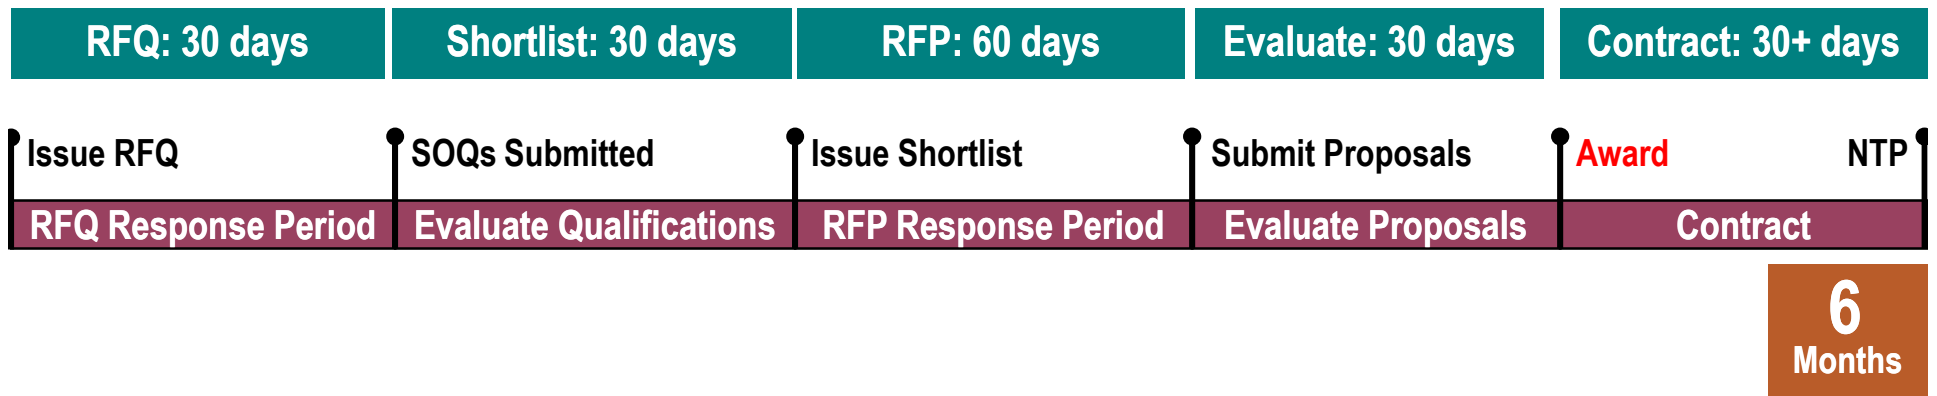 RFQ: 30 days
Shortlist: 30 days
RFP: 60 days
Evaluate: 30 days
Contract: 30+ days
Issue RFQ
SOQs Submitted
Issue Shortlist
Submit Proposals
Award
NTP
RFQ Response Period
Evaluate Qualifications
RFP Response Period
Evaluate Proposals
Contract
6
Months